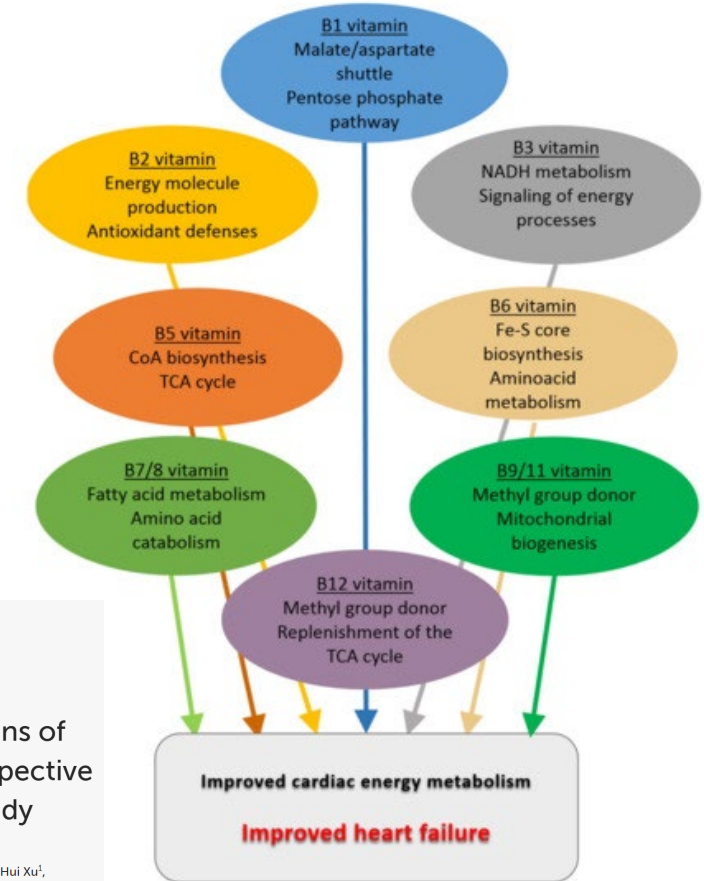 B1 vitamin
Malate/aspartate
shuttle
Pentose phosphate
pathway
B2 vitamin
Energy molecule
production
Antioxidant defenses
B3 vitamin
NADH metabolism
Signaling of energy
processes
B5 vitamin
CoA biosynthesis
TCA cycle
B6 vitamin
Fe-S core
biosynthesis
Aminoacid
metabolism
B7/8 vitamin
Fatty acid metabolism
Amino acid
catabolism
B9/11 vitamin
Methyl group donor
Mitochondrial
biogenesis
B12 vitamin
Methyl group donor
Replenishment of the
TCA cycle
Improved cardiac energy metabolism
Improved heart failure
ns of
pective
dy
Hui Xu¹,